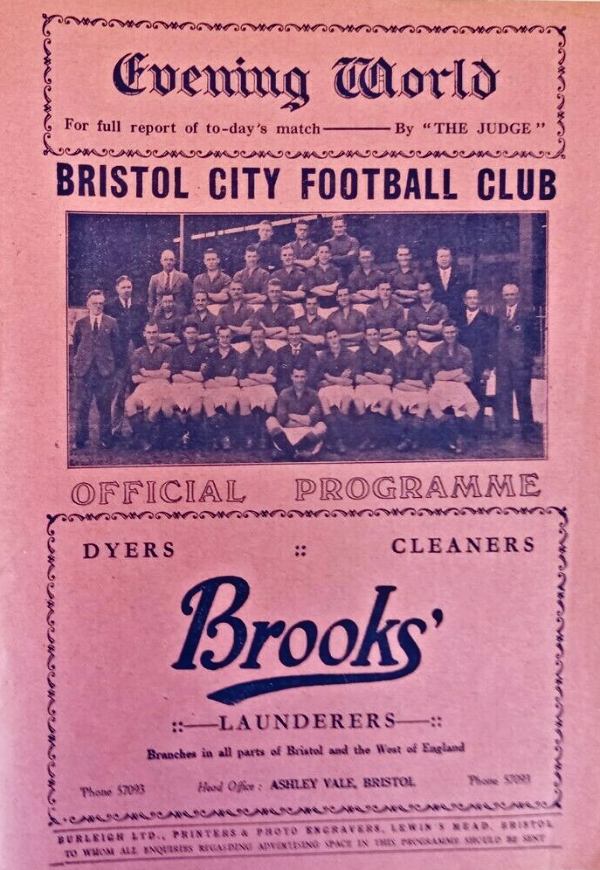 Evening World
For full report of to-day's match——By "THE JUDGE"
BRISTOL CITY FOOTBALL CLUB
OFFICIAL PROGRAMME
DYERS :: CLEANERS
Brooks'
::—LAUNDERERS—::
Branches in all parts of Bristol and the West of England
'Phone 57093 Head Office: ASHLEY VALE, BRISTOL 'Phone 57093
BURLEIGH LTD., PRINTERS & PHOTO ENGRAVERS, LEWIN'S MEAD, BRISTOL
TO WHOM ALL ENQUIRIES REGARDING ADVERTISING SPACE IN THIS PROGRAMME SHOULD BE SENT